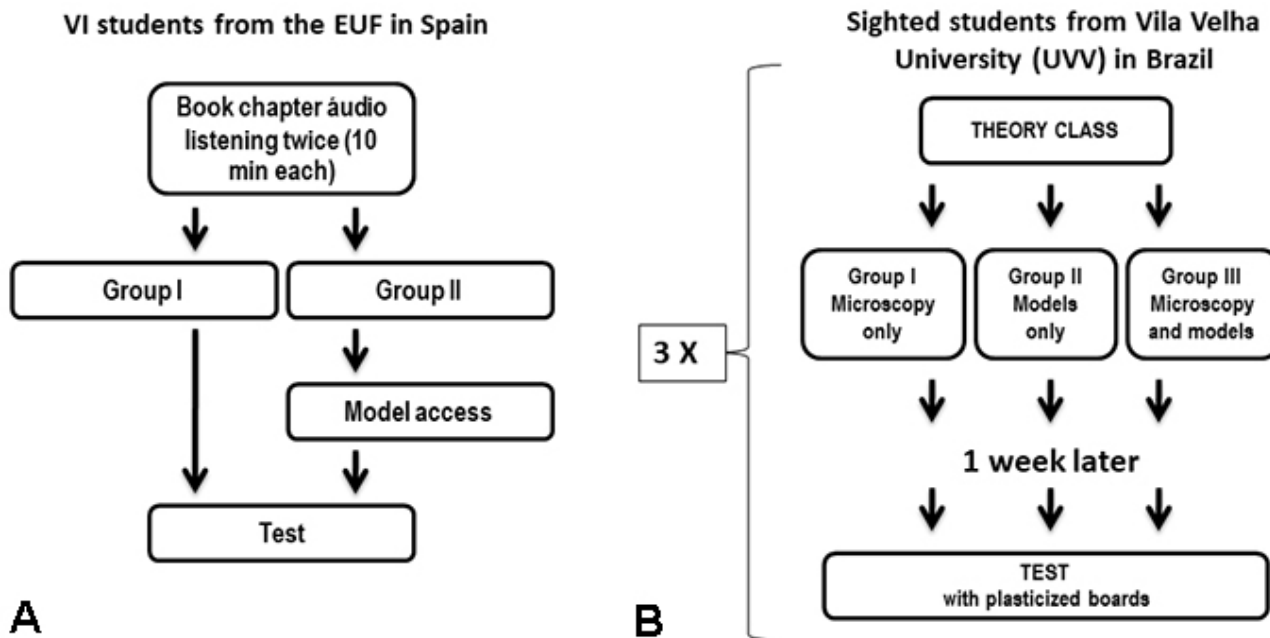 VI students from the EUF in Spain
Book chapter áudio
listening twice (10
min each)
Group I
Group II
Model access
Test
A
Sighted students from Vila Velha
University (UVV) in Brazil
THEORY CLASS
Group I
Microscopy
only
Group II
Models
only
Group III
Microscopy
and models
3 X
1 week later
TEST
with plasticized boards
B